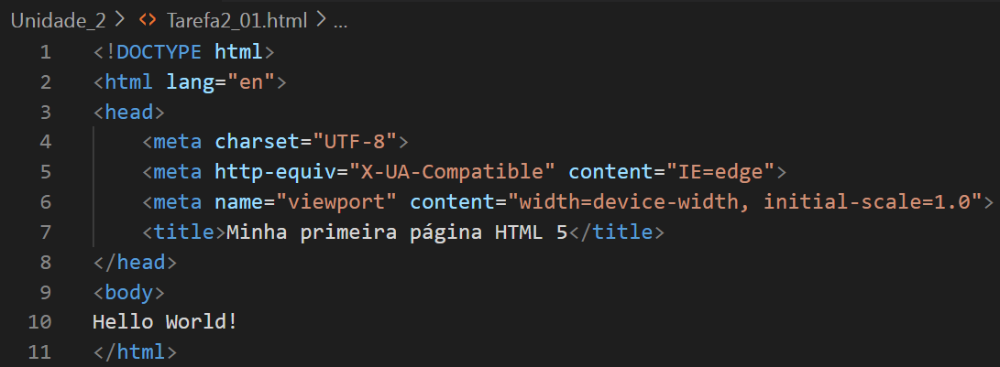 Unidade_2 > <> Tarefa2_01.html > ...
1 <!DOCTYPE html>
2 <html lang="en">
3 <head>
4 <meta charset="UTF-8">
5 <meta http-equiv="X-UA-Compatible" content="IE=edge">
6 <meta name="viewport" content="width=device-width, initial-scale=1.0">
7 <title>Minha primeira página HTML 5</title>
8 </head>
9 <body>
10 Hello World!
11 </html>